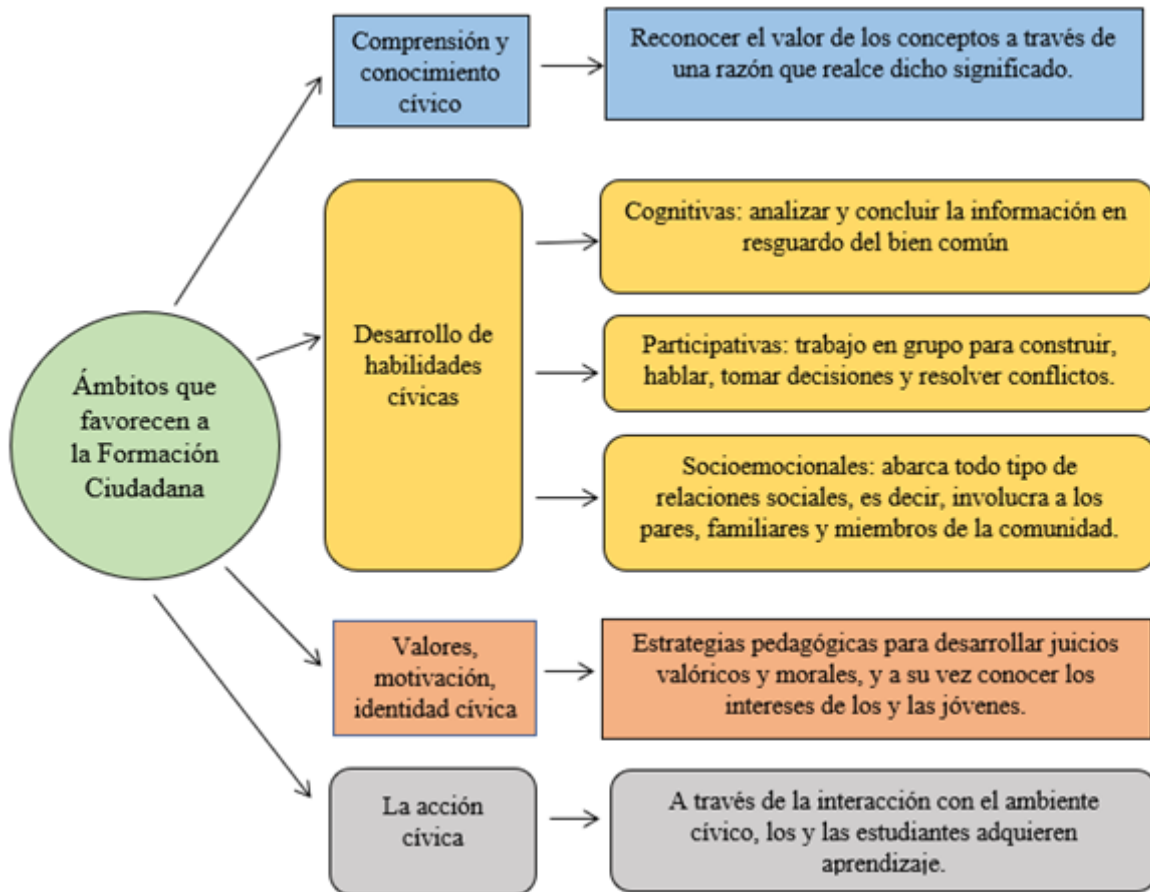 Ámbitos que
favorecen a
la Formación
Ciudadana
Comprensión y
conocimiento
cívico
Reconocer el valor de los conceptos a través de
una razón que realce dicho significado.
Desarrollo de
habilidades
cívicas
Cognitivas: analizar y concluir la información en
resguardo del bien común
Participativas: trabajo en grupo para construir,
hablar, tomar decisiones y resolver conflictos.
Socioemocionales: abarca todo tipo de
relaciones sociales, es decir, involucra a los
pares, familiares y miembros de la comunidad.
Valores,
motivación,
identidad cívica
Estrategias pedagógicas para desarrollar juicios
valóricos y morales, y a su vez conocer los
intereses de los y las jóvenes.
La acción
cívica
A través de la interacción con el ambiente
cívico, los y las estudiantes adquieren
aprendizaje.